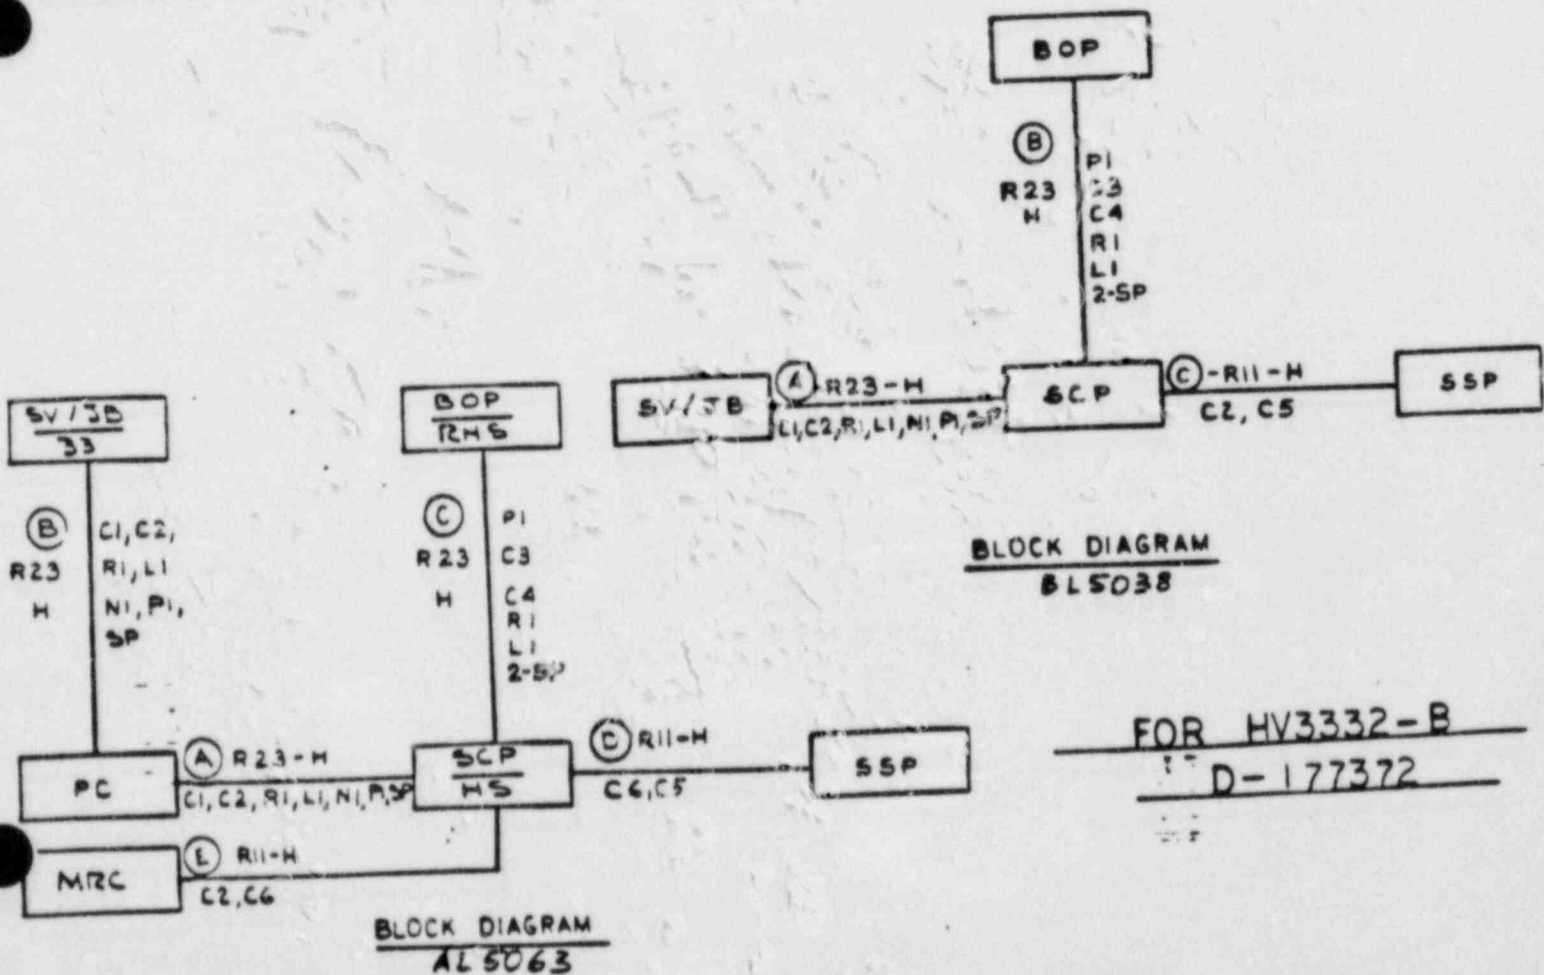 BOP
B
R23
H
P1
C4
R1
L1
2-SP
SV/JB
A R23-H
L1,C2,R1,L1,N1,P1,SP
SCP
C -R11-H
C2, C5
SSP
BLOCK DIAGRAM
BL5038
SV/JB
33
B
R23
H
C1, C2,
R1, L1
N1, P1,
SP
BOP
RHS
C
R23
H
P1
C3
C4
R1
L1
2-SP
PC
A R23-H
C1, C2, R1, L1, N1, P1, SP
SCP
HS
D R11-H
C6, C5
SSP
MRC
E R11-H
C2, C6
BLOCK DIAGRAM
AL5063
FOR HV3332-B
D-177372